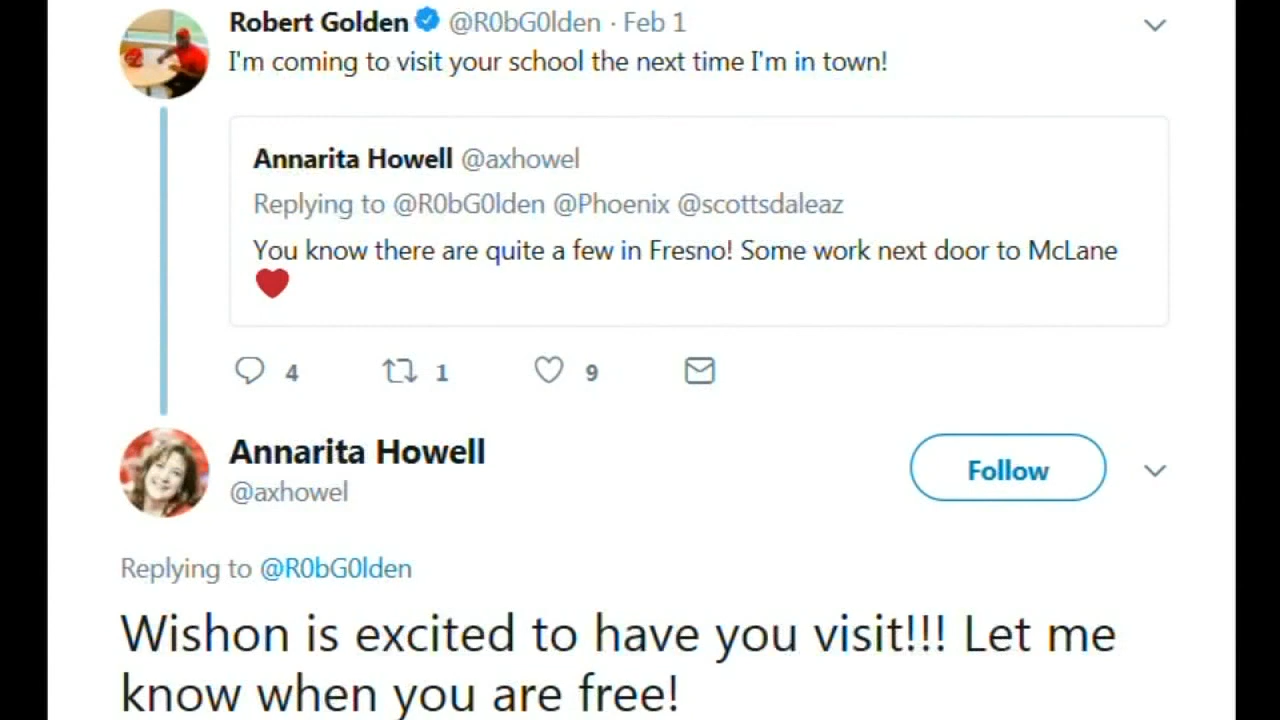 Robert Golden @R0bG0lden · Feb 1
I'm coming to visit your school the next time I'm in town!
Annarita Howell @axhowel
Replying to @R0bG0lden @Phoenix @scottsdaleaz
You know there are quite a few in Fresno! Some work next door to McLane
❤
4 1 9
Annarita Howell
@axhowel
Follow
Replying to @R0bG0lden
Wishon is excited to have you visit!!! Let me
know when you are free!